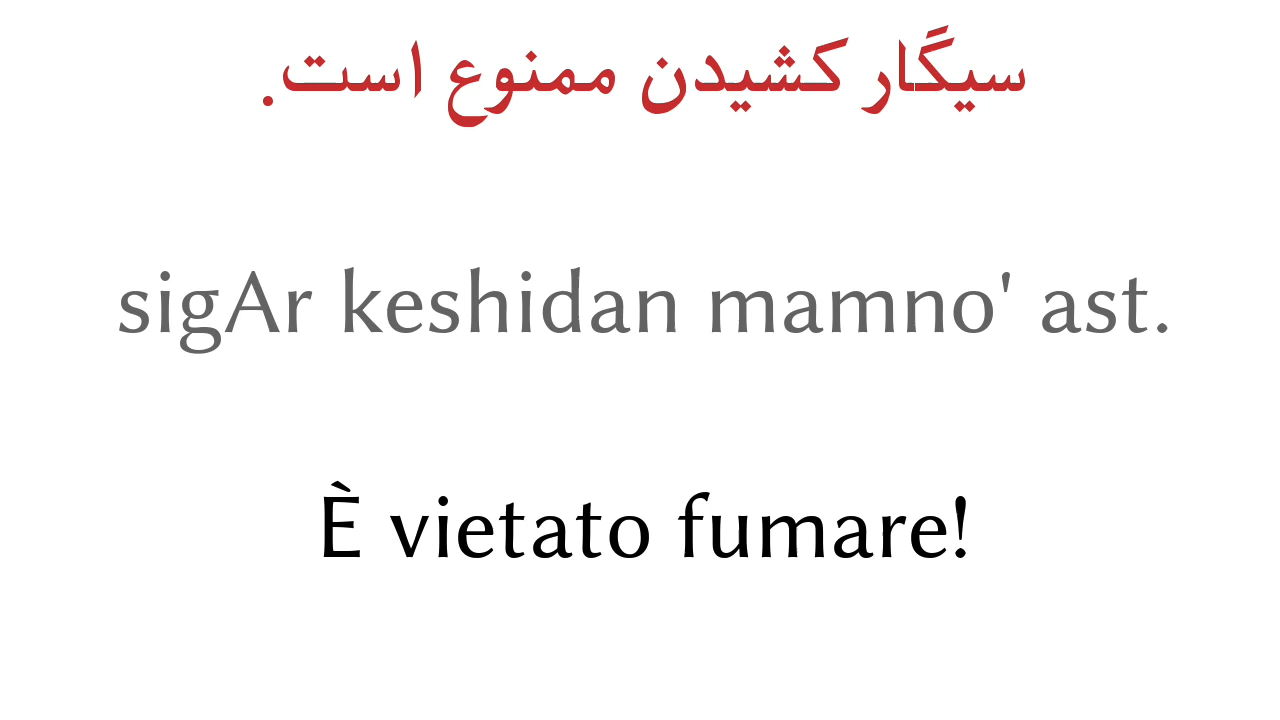 سیگار کشیدن ممنوع است.
sigAr keshidan mamno' ast.
È vietato fumare!